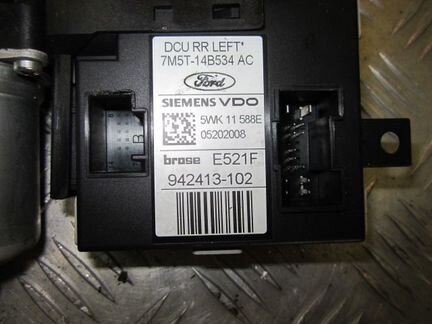 DCU RR LEFT*
7M5T-14B534 AC
Ford
SIEMENS VDO
5WK 11 588E
05202008
brose E521F
942413-102
B